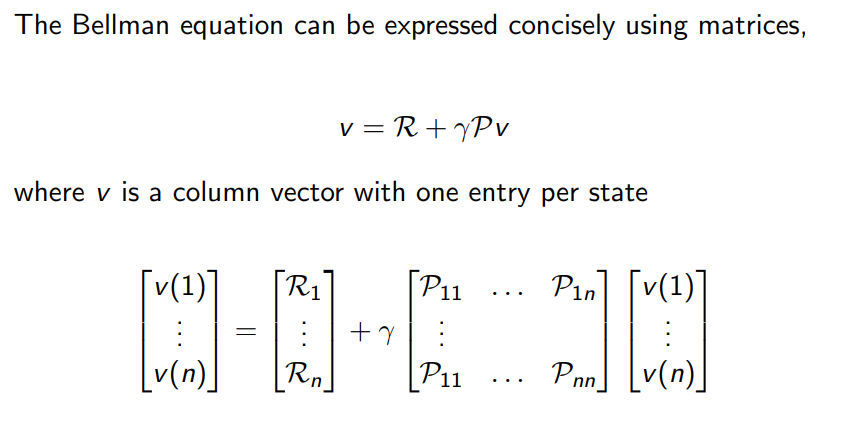 The Bellman equation can be expressed concisely using matrices,
v = R + γPv
where v is a column vector with one entry per state
[v(1) ⋮ v(n)] = [R₁ ⋮ Rₙ] + γ [P₁₁ … P₁ₙ ⋮ P₁₁ … Pₙₙ] [v(1) ⋮ v(n)]